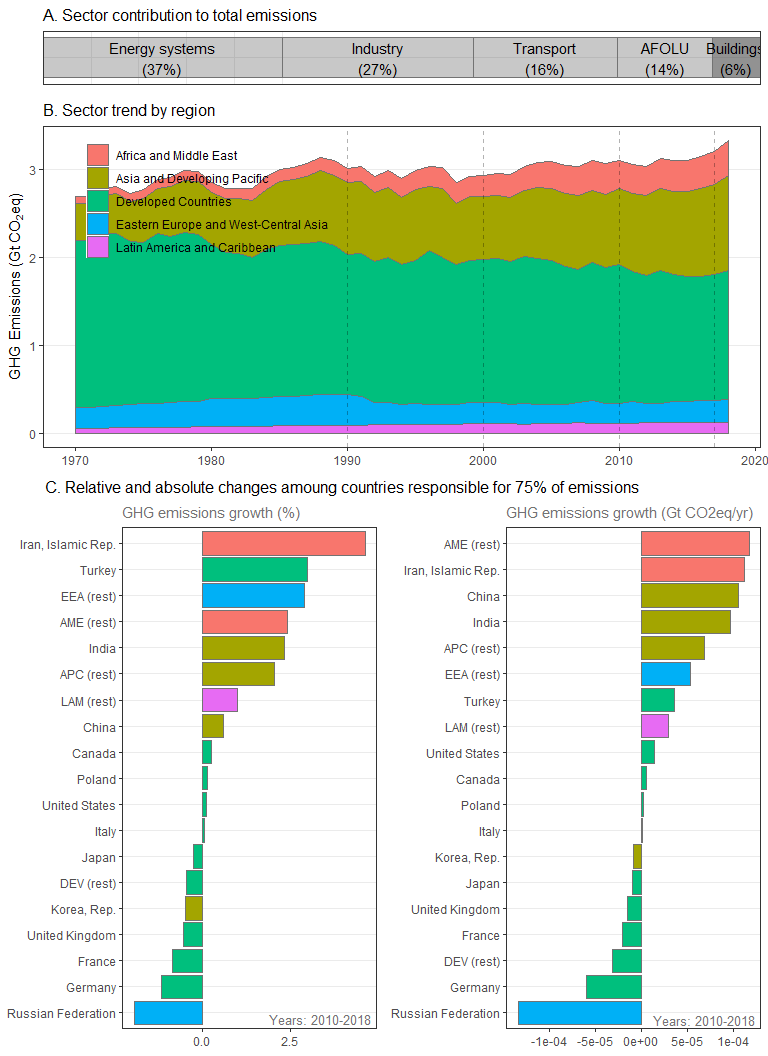 A. Sector contribution to total emissions
Energy systems Industry Transport AFOLU Buildings
(37%) (27%) (16%) (14%) (6%)
B. Sector trend by region
GHG Emissions (Gt CO2eq)
3
2
1
0
Africa and Middle East
Asia and Developing Pacific
Developed Countries
Eastern Europe and West-Central Asia
Latin America and Caribbean
1970 1980 1990 2000 2010 2020
C. Relative and absolute changes amoung countries responsible for 75% of emissions
GHG emissions growth (%)
Iran, Islamic Rep.
Turkey
EEA (rest)
AME (rest)
India
APC (rest)
LAM (rest)
China
Canada
Poland
United States
Italy
Japan
DEV (rest)
Korea, Rep.
United Kingdom
France
Germany
Russian Federation
Years: 2010-2018
0.0 2.5
GHG emissions growth (Gt CO2eq/yr)
AME (rest)
Iran, Islamic Rep.
China
India
APC (rest)
EEA (rest)
Turkey
LAM (rest)
United States
Canada
Poland
Italy
Korea, Rep.
Japan
United Kingdom
France
DEV (rest)
Germany
Russian Federation
Years: 2010-2018
-1e-04 -5e-05 0e+00 5e-05 1e-04